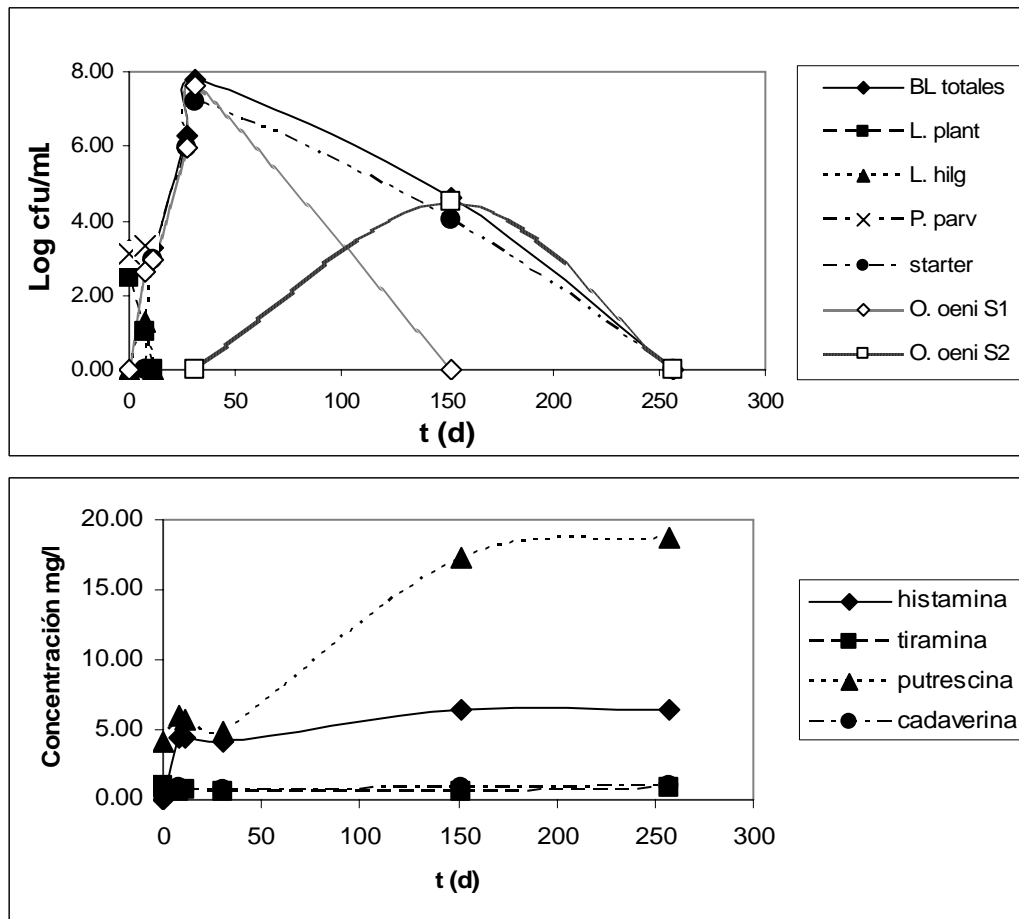 8.00
6.00
4.00
2.00
0.00
Log cfu/mL
0 50 100 150 200 250 300
t (d)
BL totales
L. plant
L. hilg
P. parv
starter
O. oeni S1
O. oeni S2
20.00
15.00
10.00
5.00
0.00
Concentración mg/l
0 50 100 150 200 250 300
t (d)
histamina
tiramina
putrescina
cadaverina